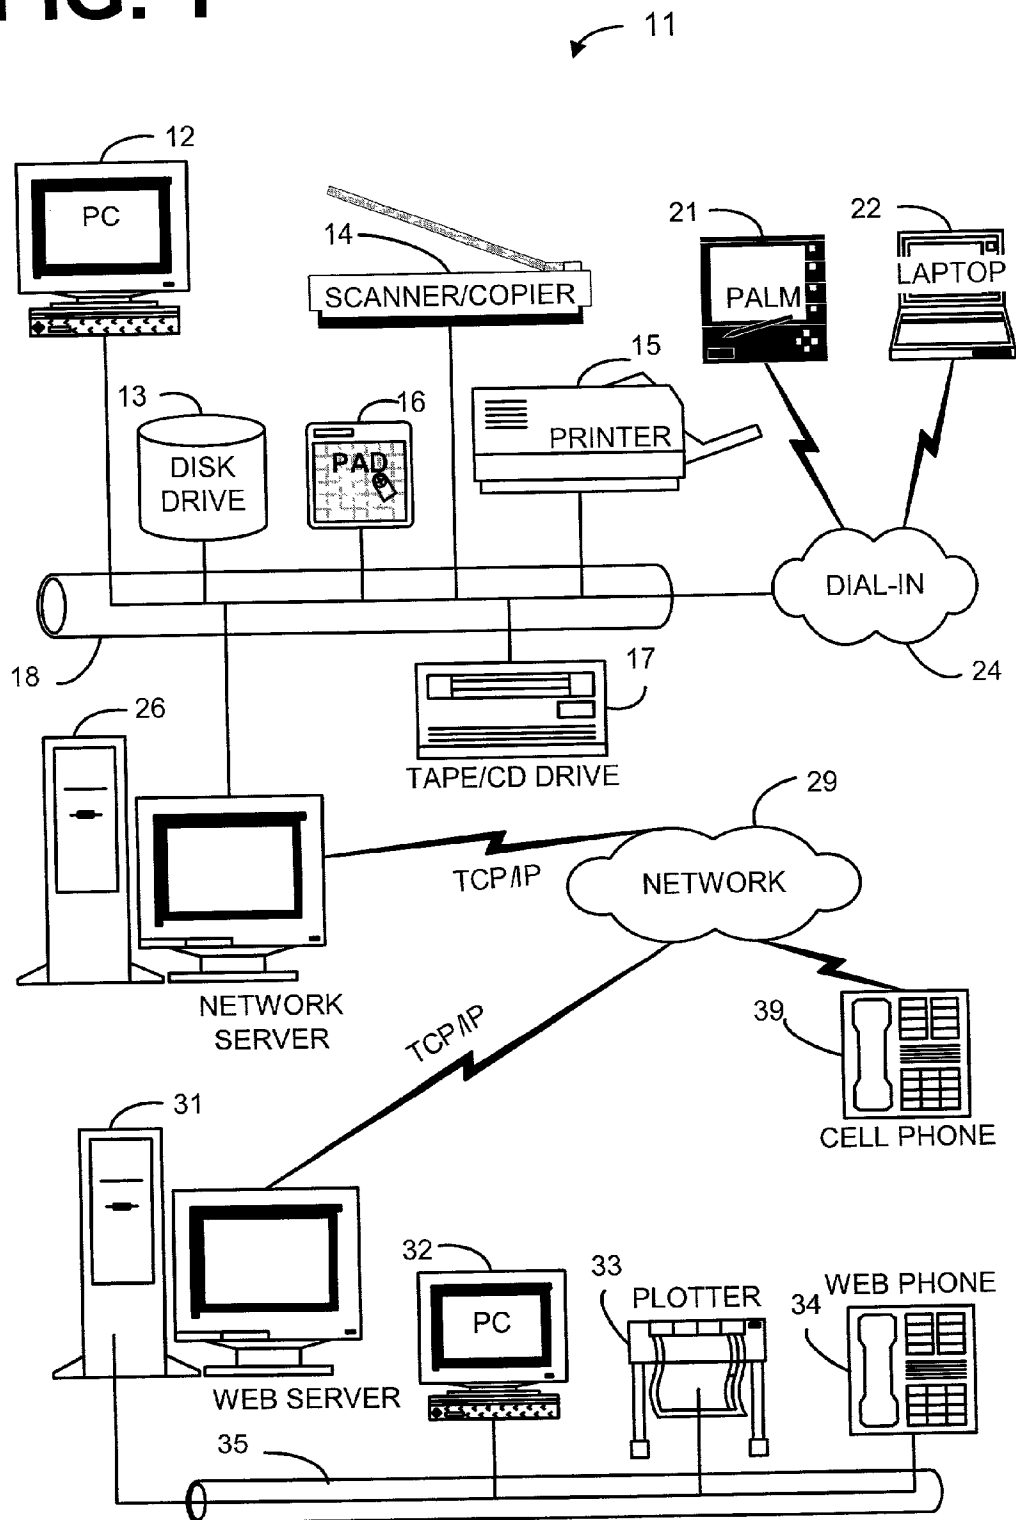 FIG. 1
11
12
PC
14
SCANNER/COPIER
21
PALM
22
LAPTOP
13
DISK
DRIVE
16
PAD
15
PRINTER
DIAL-IN
18
17
24
TAPE/CD DRIVE
26
29
TCP/IP
NETWORK
NETWORK
SERVER
TCP/IP
39
CELL PHONE
31
32
PC
33
PLOTTER
WEB PHONE
34
WEB SERVER
35